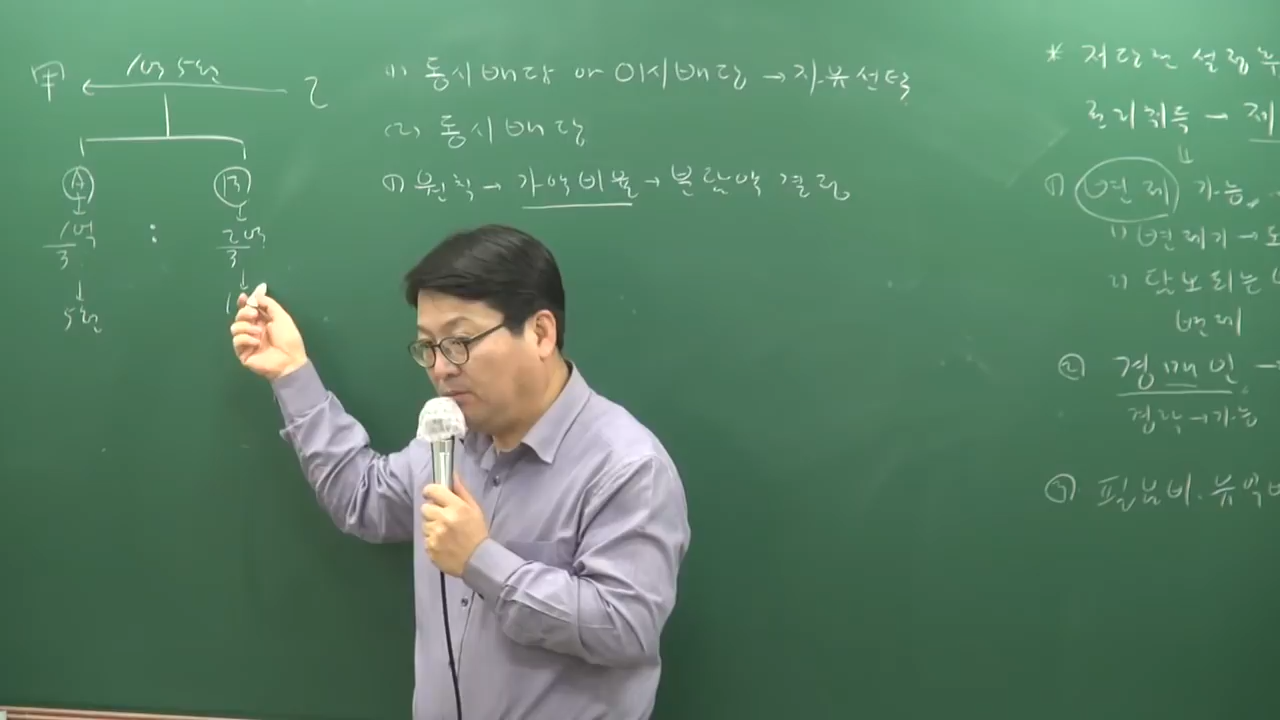 甲 ← 1억 5천 乙
Ⓐ Ⓑ
1억/3 : 2억/3
↓ ↓
5천 1
(1) 동시배당 or 이시배당 → 자유선택
(2) 동시배당
① 원칙 → 가액비율 → 분담액 결정
* 저당권 설정 후
권리취득 → 제
① 변제 가능
1) 변제기 →
2) 담보되는
변제
② 경매인 →
경락 → 가능
③ 필요비·유익비